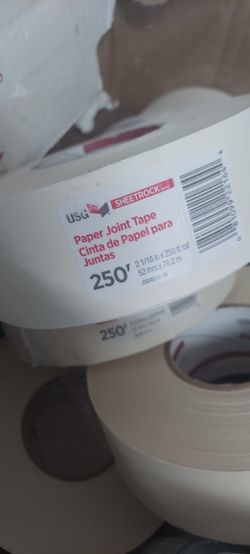 USG SHEETROCK
Paper Joint Tape
Cinta de Papel para
Juntas
250' 2 1/16 in x 250 ft roll
52 mm x 76.2 m
250'